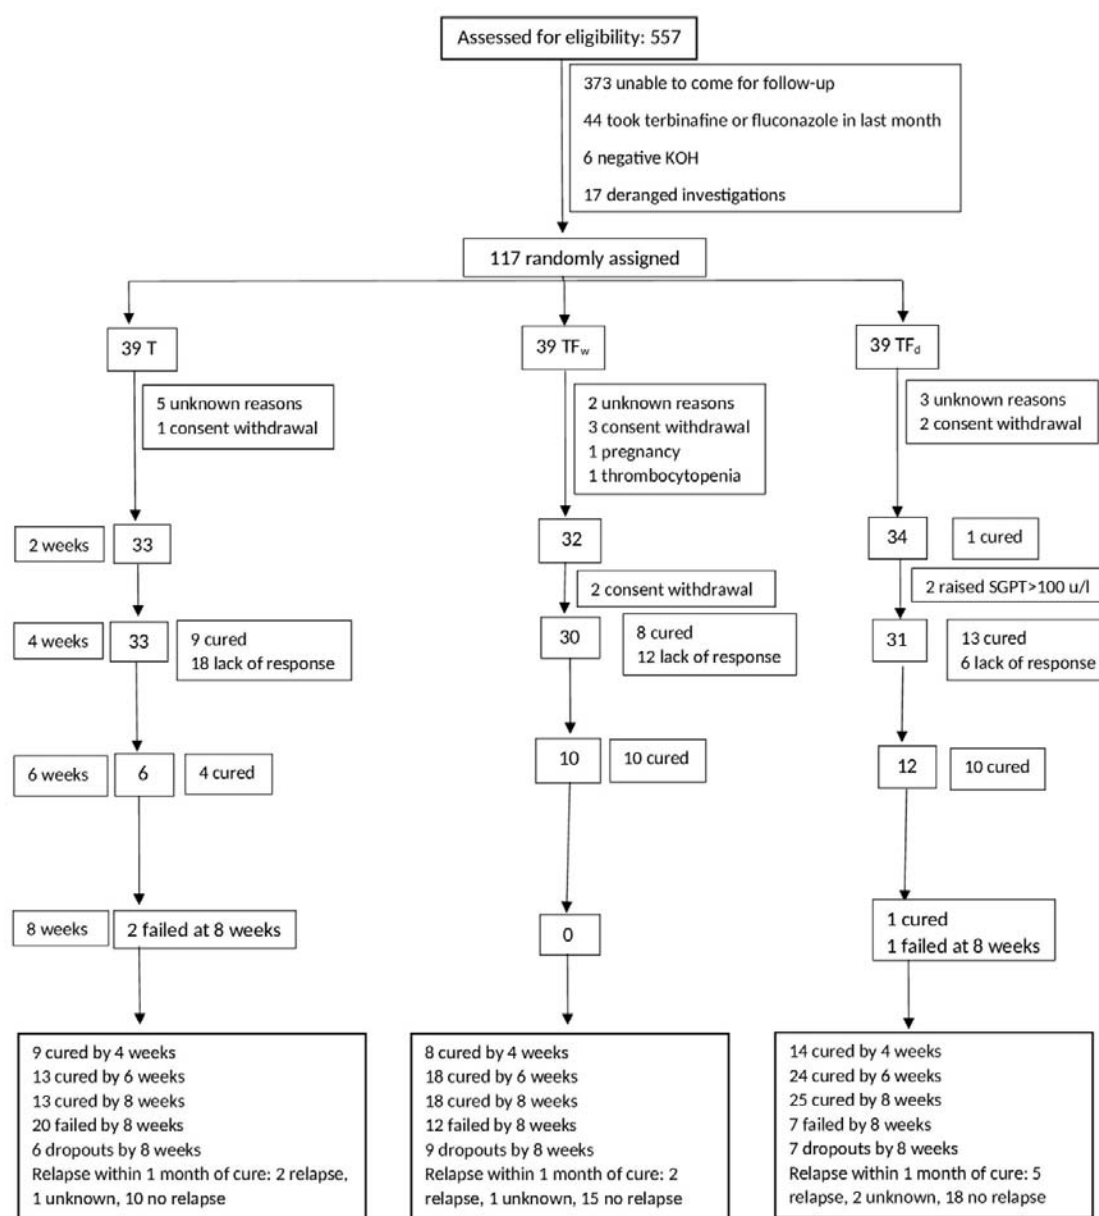 Assessed for eligibility: 557
373 unable to come for follow-up
44 took terbinafine or fluconazole in last month
6 negative KOH
17 deranged investigations
117 randomly assigned
39 T
39 TFw
39 TFd
5 unknown reasons
1 consent withdrawal
2 unknown reasons
3 consent withdrawal
1 pregnancy
1 thrombocytopenia
3 unknown reasons
2 consent withdrawal
2 weeks
33
32
34
1 cured
2 consent withdrawal
2 raised SGPT>100 u/l
4 weeks
33
9 cured
18 lack of response
30
8 cured
12 lack of response
31
13 cured
6 lack of response
6 weeks
6
4 cured
10
10 cured
12
10 cured
8 weeks
2 failed at 8 weeks
0
1 cured
1 failed at 8 weeks
9 cured by 4 weeks
13 cured by 6 weeks
13 cured by 8 weeks
20 failed by 8 weeks
6 dropouts by 8 weeks
Relapse within 1 month of cure: 2 relapse,
1 unknown, 10 no relapse
8 cured by 4 weeks
18 cured by 6 weeks
18 cured by 8 weeks
12 failed by 8 weeks
9 dropouts by 8 weeks
Relapse within 1 month of cure: 2
relapse, 1 unknown, 15 no relapse
14 cured by 4 weeks
24 cured by 6 weeks
25 cured by 8 weeks
7 failed by 8 weeks
7 dropouts by 8 weeks
Relapse within 1 month of cure: 5
relapse, 2 unknown, 18 no relapse